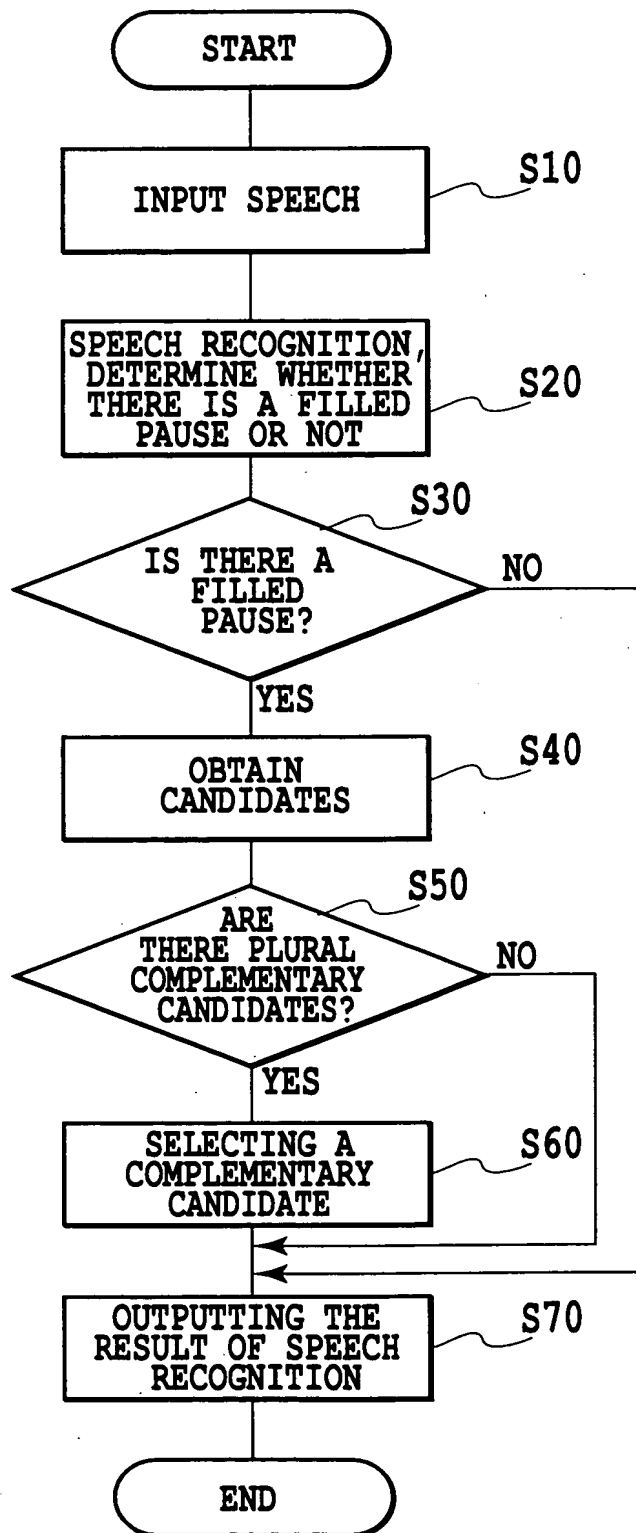 START
S10
INPUT SPEECH
SPEECH RECOGNITION,
DETERMINE WHETHER
THERE IS A FILLED
PAUSE OR NOT
S20
S30
IS THERE A
FILLED
PAUSE?
NO
YES
S40
OBTAIN
CANDIDATES
S50
ARE
THERE PLURAL
COMPLEMENTARY
CANDIDATES?
NO
YES
SELECTING A
COMPLEMENTARY
CANDIDATE
S60
OUTPUTTING THE
RESULT OF SPEECH
RECOGNITION
S70
END